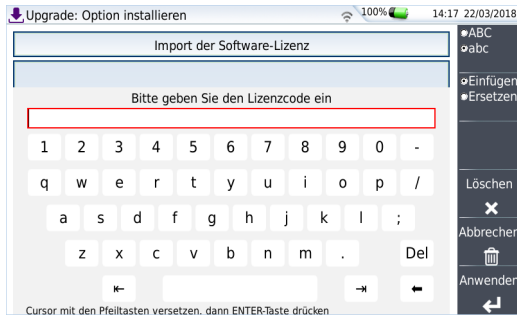 Upgrade: Option installieren 100% 14:17 22/03/2018
Import der Software-Lizenz
Bitte geben Sie den Lizenzcode ein
1 2 3 4 5 6 7 8 9 0 -
q w e r t y u i o p /
a s d f g h j k l ;
z x c v b n m . Del
Cursor mit den Pfeiltasten versetzen, dann ENTER-Taste drücken
ABC
abc
Einfügen
Ersetzen
Löschen
Abbrechen
Anwenden